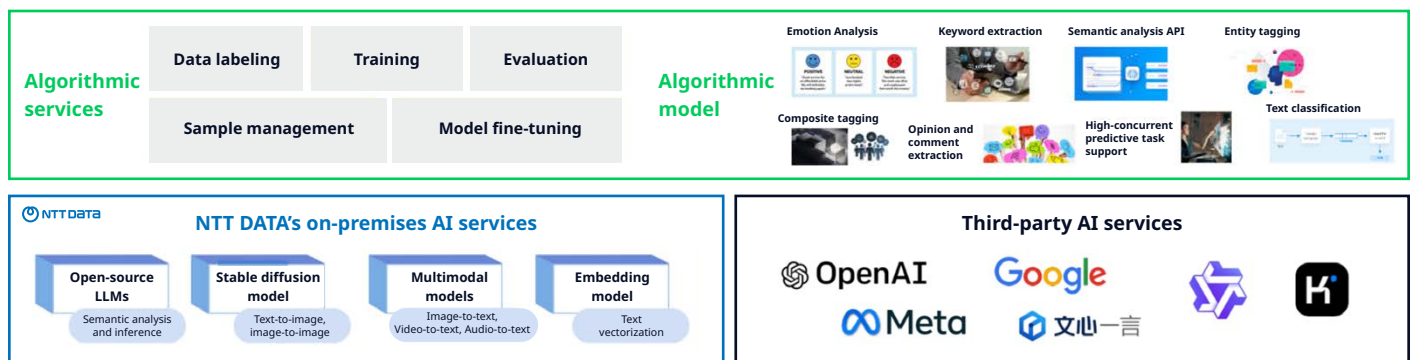 Algorithmic
services
Data labeling
Training
Evaluation
Sample management
Model fine-tuning
Algorithmic
model
Emotion Analysis
Keyword extraction
Semantic analysis API
Entity tagging
POSITIVE
NEUTRAL
NEGATIVE
Composite tagging
Opinion and
comment
extraction
High-concurrent
predictive task
support
Text classification
NTT DATA
NTT DATA’s on-premises AI services
Open-source
LLMs
Semantic analysis
and inference
Stable diffusion
model
Text-to-image,
image-to-image
Multimodal
models
Image-to-text,
Video-to-text, Audio-to-text
Embedding
model
Text
vectorization
Third-party AI services
OpenAI
Google
K
Meta
文心一言